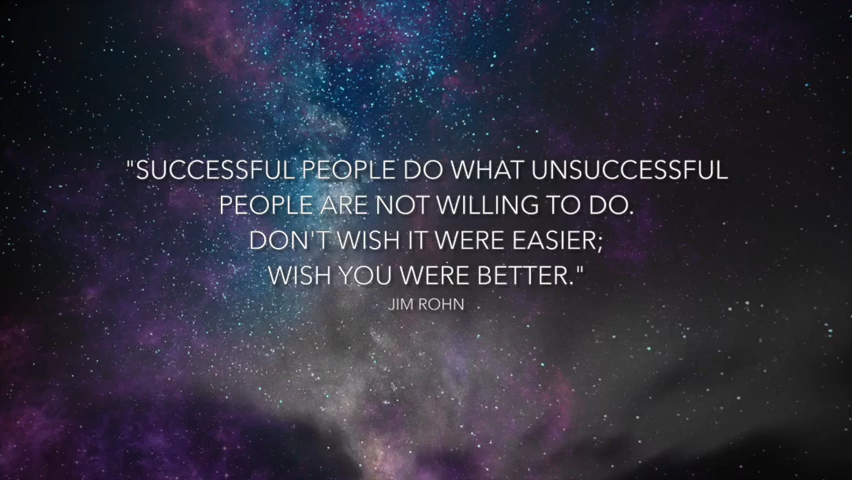 "SUCCESSFUL PEOPLE DO WHAT UNSUCCESSFUL
PEOPLE ARE NOT WILLING TO DO.
DON'T WISH IT WERE EASIER;
WISH YOU WERE BETTER."
JIM ROHN